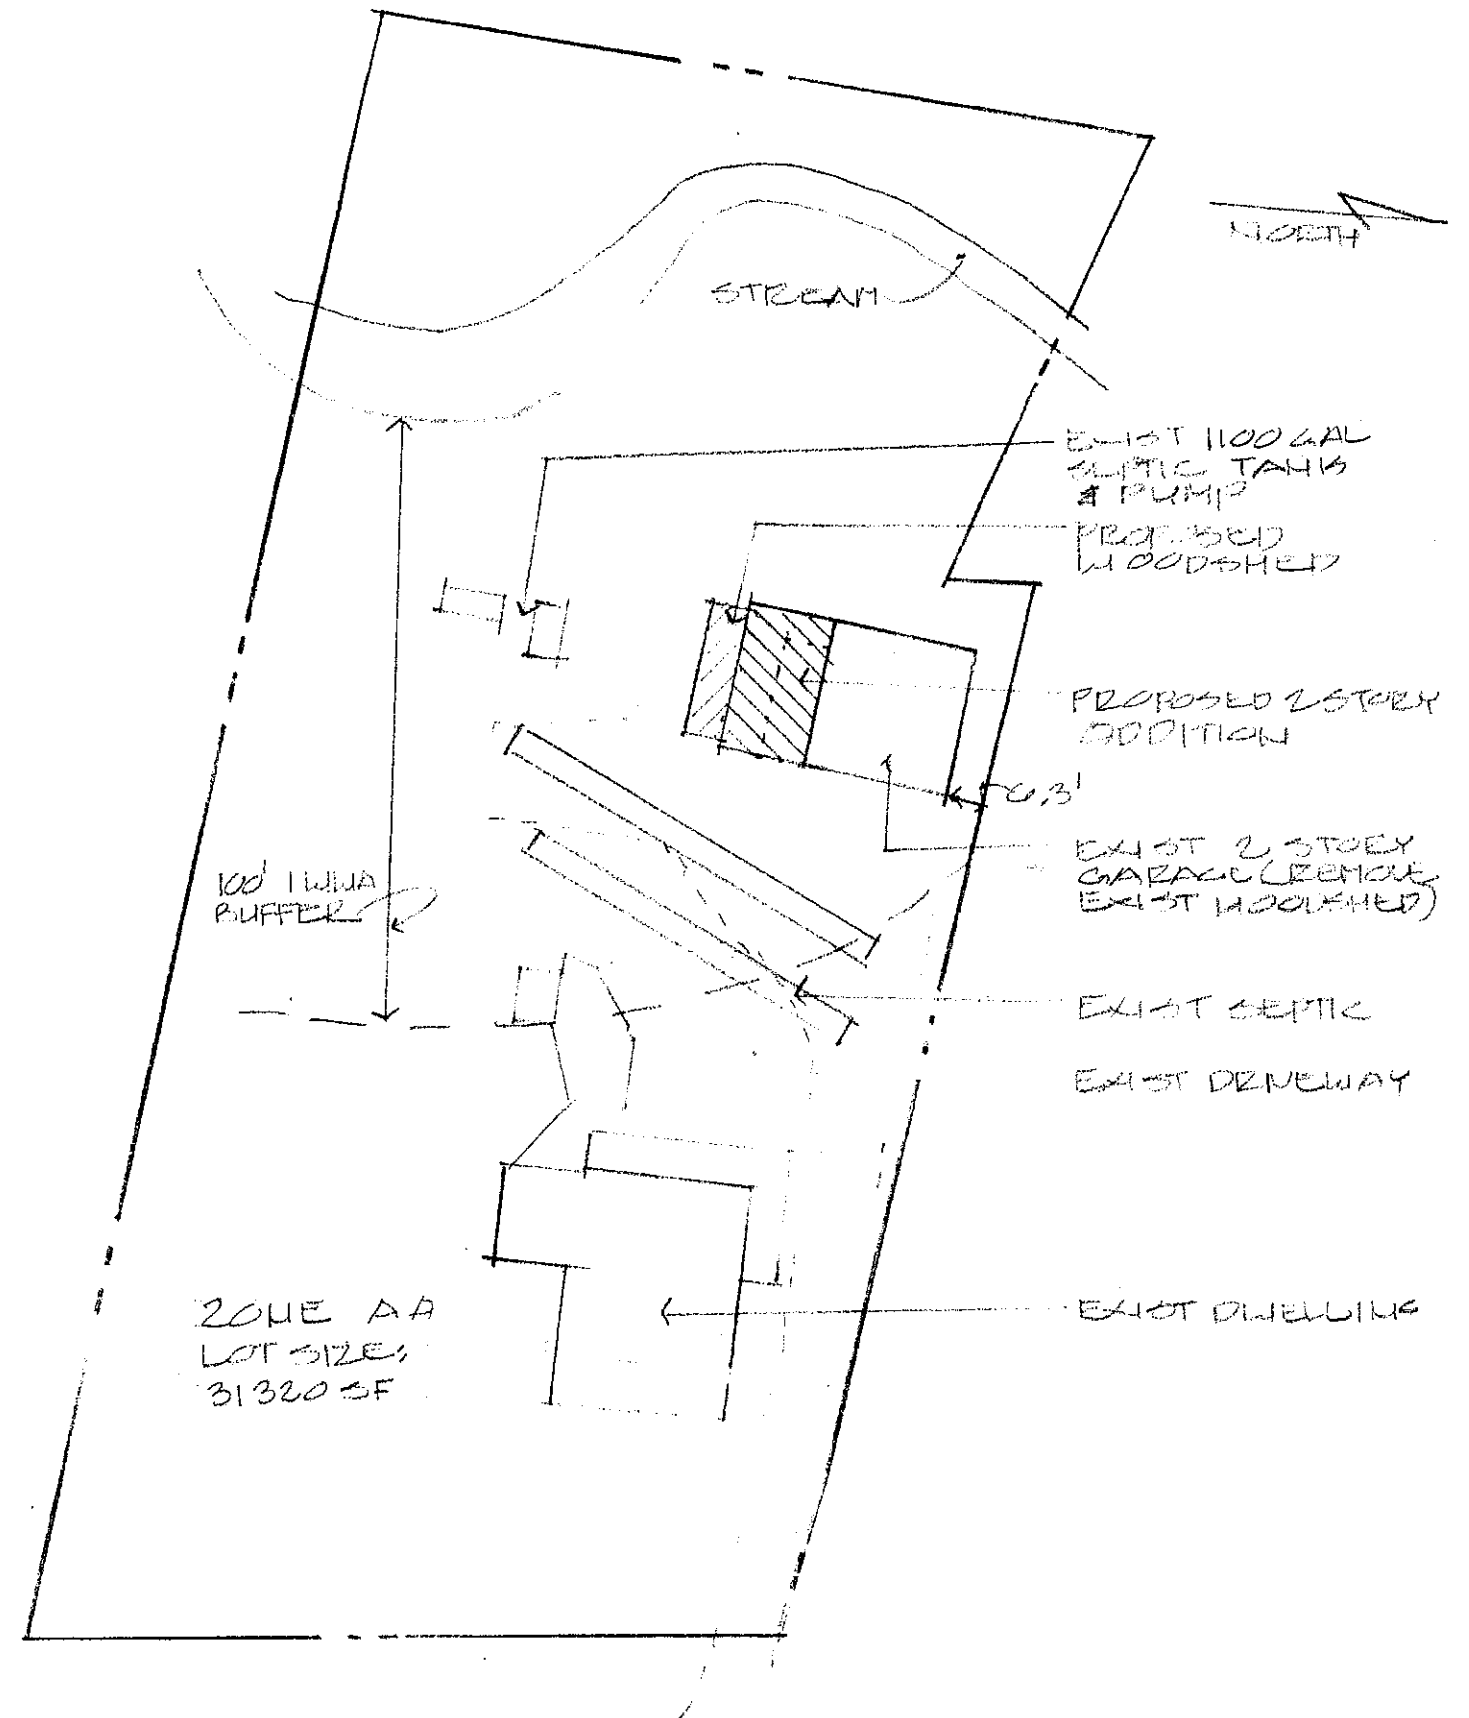 NORTH
STREAM
EXIST 1100 GAL
SEPTIC TANK
& PUMP
PROPOSED
WOODSHED
PROPOSED 2 STORY
ADDITION
6.3'
EXIST 2 STORY
GARAGE (REMOVE
EXIST WOODSHED)
100' IWWA
BUFFER
EXIST SEPTIC
EXIST DRIVEWAY
ZONE AA
LOT SIZE:
31320 SF
EXIST DWELLING